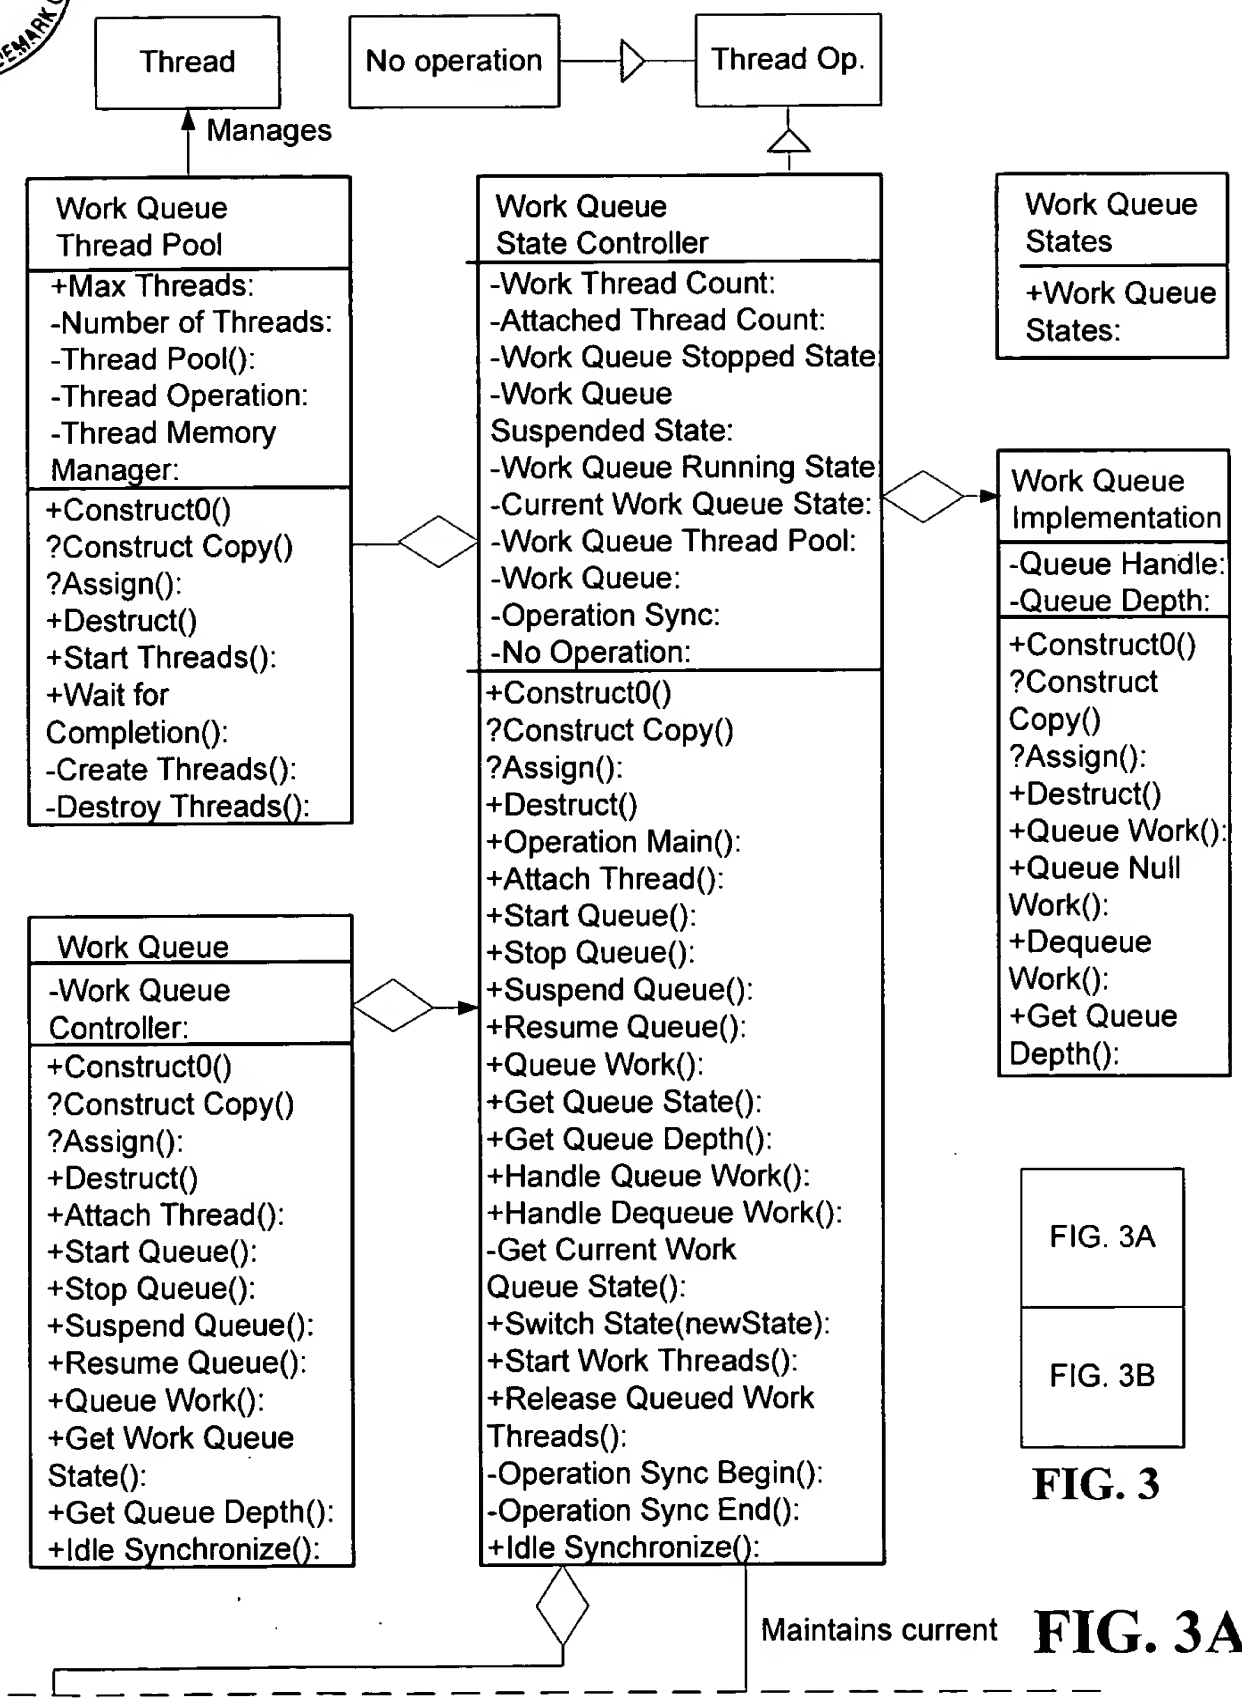 Thread
No operation
Thread Op.
Manages
Work Queue
Thread Pool
+Max Threads:
-Number of Threads:
-Thread Pool():
-Thread Operation:
-Thread Memory
Manager:
+Construct0()
?Construct Copy()
?Assign():
+Destruct()
+Start Threads():
+Wait for
Completion():
-Create Threads():
-Destroy Threads():
Work Queue
-Work Queue
Controller:
+Construct0()
?Construct Copy()
?Assign():
+Destruct()
+Attach Thread():
+Start Queue():
+Stop Queue():
+Suspend Queue():
+Resume Queue():
+Queue Work():
+Get Work Queue
State():
+Get Queue Depth():
+Idle Synchronize():
Work Queue
State Controller
-Work Thread Count:
-Attached Thread Count:
-Work Queue Stopped State:
-Work Queue
Suspended State:
-Work Queue Running State:
-Current Work Queue State:
-Work Queue Thread Pool:
-Work Queue:
-Operation Sync:
-No Operation:
+Construct0()
?Construct Copy()
?Assign():
+Destruct()
+Operation Main():
+Attach Thread():
+Start Queue():
+Stop Queue():
+Suspend Queue():
+Resume Queue():
+Queue Work():
+Get Queue State():
+Get Queue Depth():
+Handle Queue Work():
+Handle Dequeue Work():
-Get Current Work
Queue State():
+Switch State(newState):
+Start Work Threads():
+Release Queued Work
Threads():
-Operation Sync Begin():
-Operation Sync End():
+Idle Synchronize():
Work Queue
States
+Work Queue
States:
Work Queue
Implementation
-Queue Handle:
-Queue Depth:
+Construct0()
?Construct
Copy()
?Assign():
+Destruct()
+Queue Work():
+Queue Null
Work():
+Dequeue
Work():
+Get Queue
Depth():
FIG. 3A
FIG. 3B
FIG. 3
Maintains current
FIG. 3A